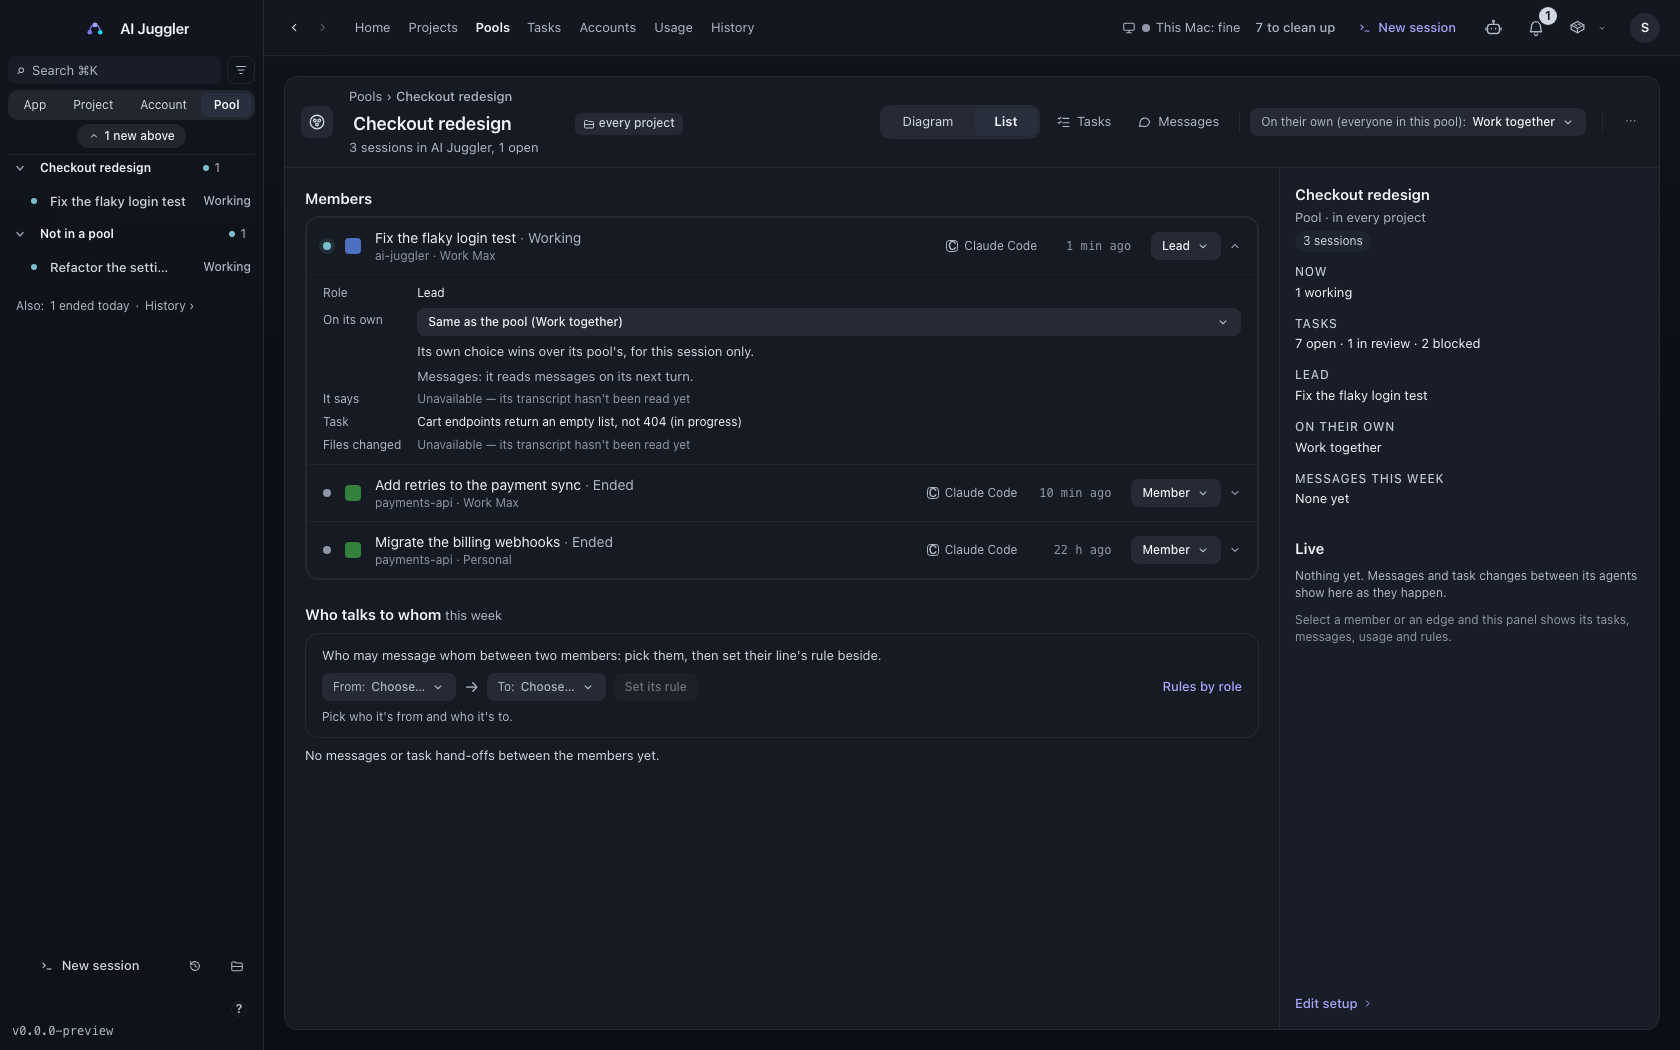 AI Juggler
Search ⌘K
App Project Account Pool
1 new above
Checkout redesign 1
Fix the flaky login test Working
Not in a pool 1
Refactor the setti... Working
Also: 1 ended today · History ›
New session
?
v0.0.0-preview
Home Projects Pools Tasks Accounts Usage History
This Mac: fine 7 to clean up New session 1 S
Pools › Checkout redesign
Checkout redesign every project
3 sessions in AI Juggler, 1 open
Diagram List Tasks Messages On their own (everyone in this pool): Work together ...
Members
Fix the flaky login test · Working
ai-juggler · Work Max
Claude Code 1 min ago Lead
Role Lead
On its own Same as the pool (Work together)
Its own choice wins over its pool's, for this session only.
Messages: it reads messages on its next turn.
It says Unavailable — its transcript hasn't been read yet
Task Cart endpoints return an empty list, not 404 (in progress)
Files changed Unavailable — its transcript hasn't been read yet
Add retries to the payment sync · Ended
payments-api · Work Max
Claude Code 10 min ago Member
Migrate the billing webhooks · Ended
payments-api · Personal
Claude Code 22 h ago Member
Who talks to whom this week
Who may message whom between two members: pick them, then set their line's rule beside.
From: Choose... → To: Choose... Set its rule Rules by role
Pick who it's from and who it's to.
No messages or task hand-offs between the members yet.
Checkout redesign
Pool · in every project
3 sessions
NOW
1 working
TASKS
7 open · 1 in review · 2 blocked
LEAD
Fix the flaky login test
ON THEIR OWN
Work together
MESSAGES THIS WEEK
None yet
Live
Nothing yet. Messages and task changes between its agents
show here as they happen.
Select a member or an edge and this panel shows its tasks,
messages, usage and rules.
Edit setup ›